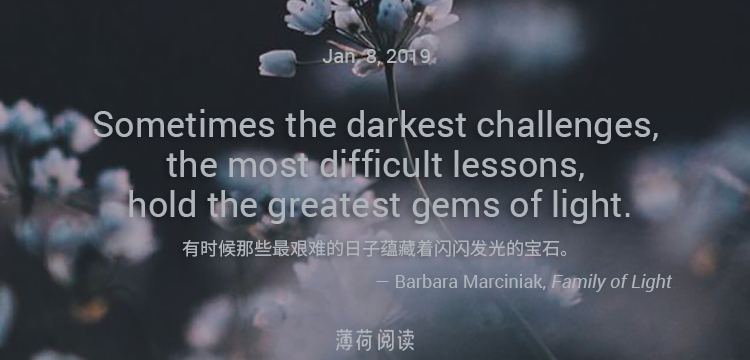 Jan. 8, 2019
Sometimes the darkest challenges,
the most difficult lessons,
hold the greatest gems of light.
有时候那些最艰难的日子蕴藏着闪闪发光的宝石。
— Barbara Marciniak, Family of Light
薄荷阅读